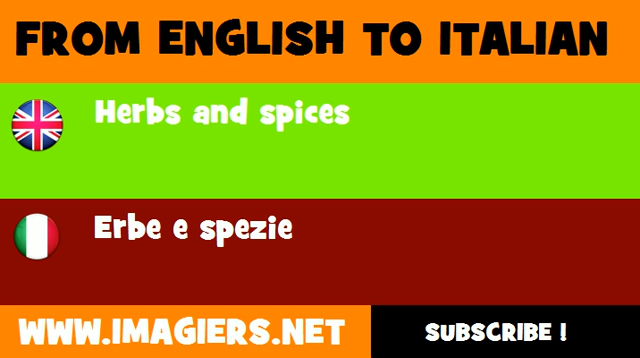 FROM ENGLISH TO ITALIAN
Herbs and spices
Erbe e spezie
WWW.IMAGIERS.NET
SUBSCRIBE !